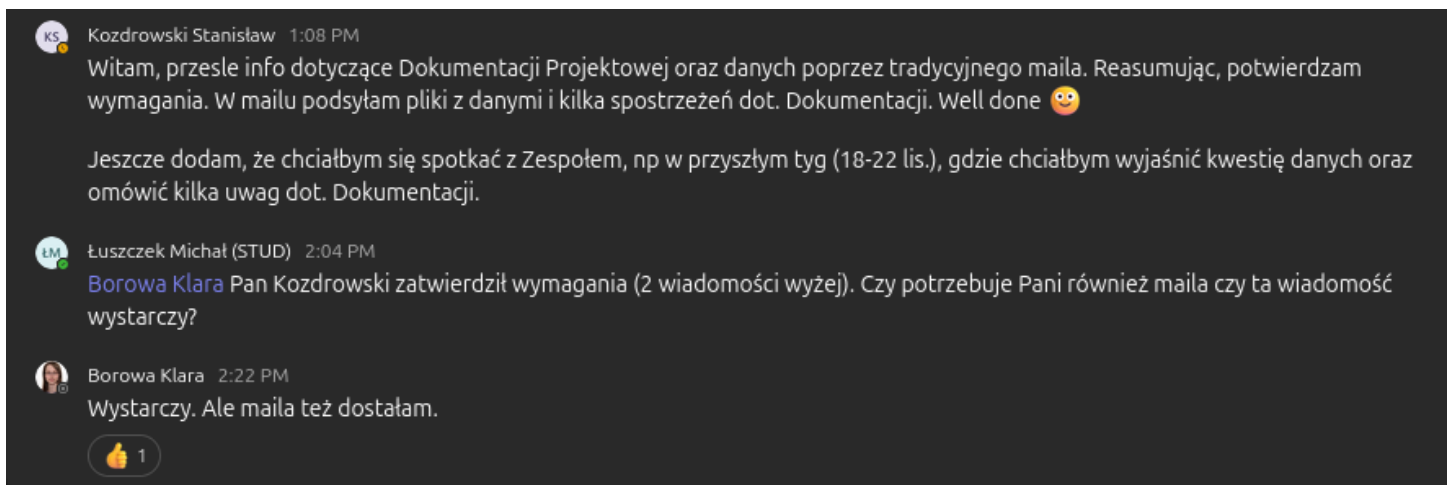 KS
Kozdrowski Stanisław 1:08 PM
Witam, przesle info dotyczące Dokumentacji Projektowej oraz danych poprzez tradycyjnego maila. Reasumując, potwierdzam
wymagania. W mailu podsyłam pliki z danymi i kilka spostrzeżeń dot. Dokumentacji. Well done 🙂
Jeszcze dodam, że chciałbym się spotkać z Zespołem, np w przyszłym tyg (18-22 lis.), gdzie chciałbym wyjaśnić kwestię danych oraz
omówić kilka uwag dot. Dokumentacji.
ŁM
Łuszczek Michał (STUD) 2:04 PM
Borowa Klara Pan Kozdrowski zatwierdził wymagania (2 wiadomości wyżej). Czy potrzebuje Pani również maila czy ta wiadomość
wystarczy?
Borowa Klara 2:22 PM
Wystarczy. Ale maila też dostałam.
👍 1